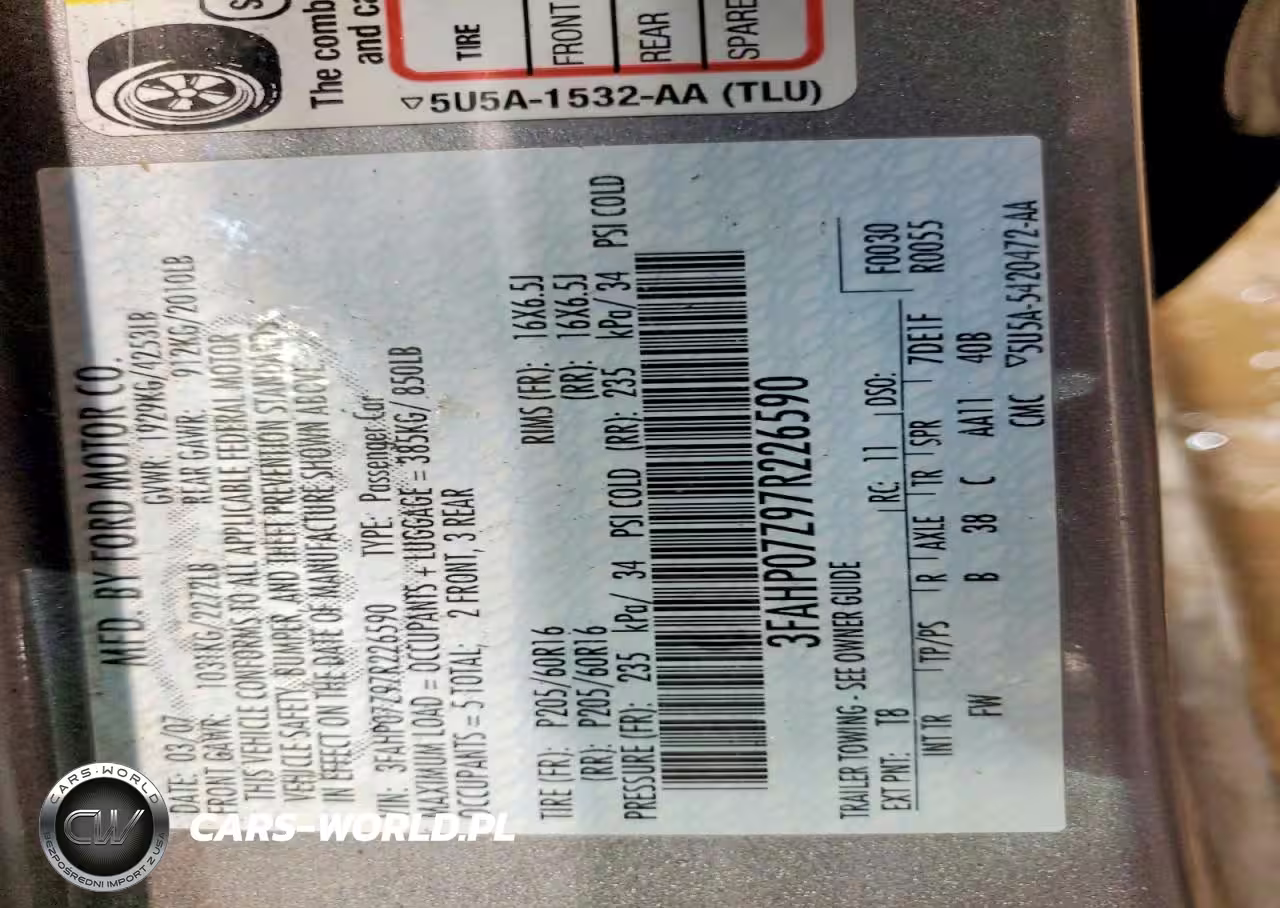 The comb
and ca
TIRE
FRONT
REAR
SPARE
5U5A-1532-AA (TLU)
MFD. BY FORD MOTOR CO.
DATE: 03/07 GVWR: 1929KG/4253LB
FRONT GAWR: 1031KG/2272LB REAR GAWR: 912KG/2010LB
THIS VEHICLE CONFORMS TO ALL APPLICABLE FEDERAL MOTOR
VEHICLE SAFETY, BUMPER, AND THEFT PREVENTION STANDARDS
IN EFFECT ON THE DATE OF MANUFACTURE SHOWN ABOVE.
VIN: 3FAHP07Z97R226590 TYPE: Passenger Car
MAXIMUM LOAD = OCCUPANTS + LUGGAGE = 385KG/ 850LB
OCCUPANTS = 5 TOTAL; 2 FRONT, 3 REAR
TIRE (FR): P205/60R16 RIMS (FR): 16X6.5J
(RR): P205/60R16 (RR): 16X6.5J
PRESSURE (FR): 235 kPa/ 34 PSI COLD (RR): 235 kPa/ 34 PSI COLD
3FAHP07Z97R226590
TRAILER TOWING - SEE OWNER GUIDE
EXT PNT: T8 RC: 11 DSO: F0030
INT TR TP/PS R AXLE TR SPR 7DE1F R0055
FW B 38 C AA11 40B
CMC 5U5A-5420472-AA
CARS-WORLD
CW
BEZPOŚREDNI IMPORT Z USA
CARS-WORLD.PL